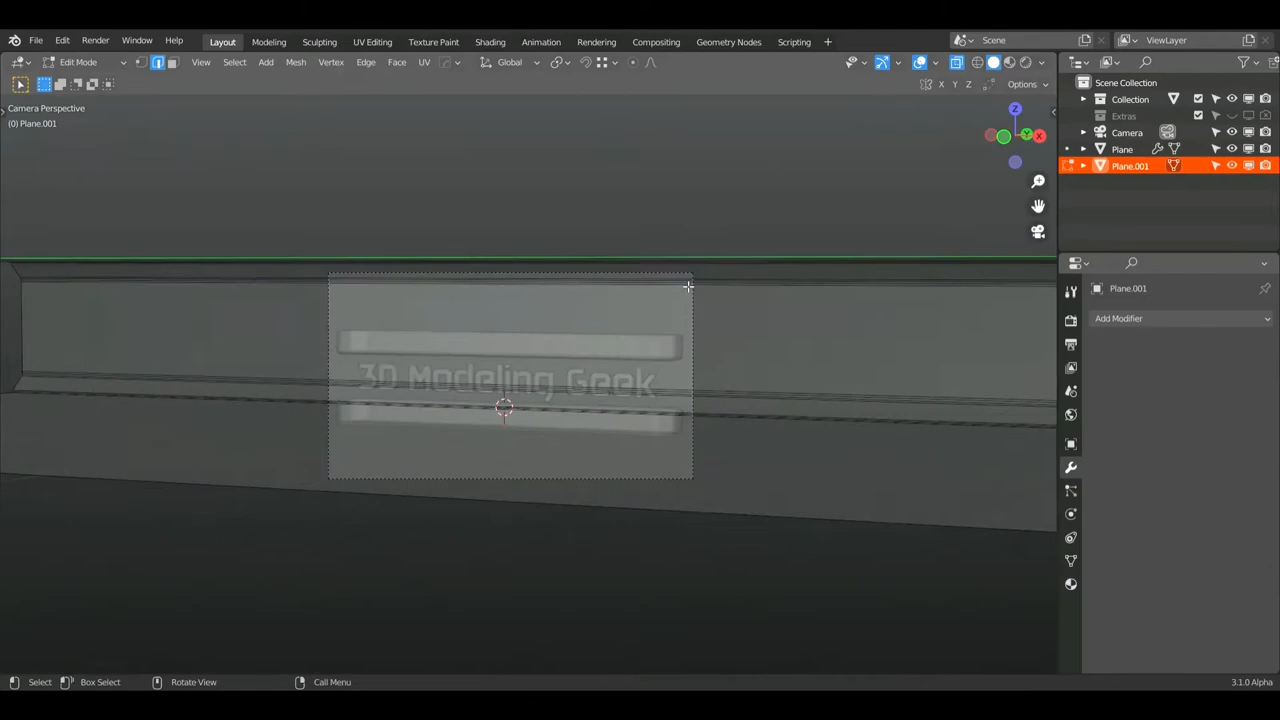 File Edit Render Window Help Layout Modeling Sculpting UV Editing Texture Paint Shading Animation Rendering Compositing Geometry Nodes Scripting + Scene ViewLayer
Edit Mode View Select Add Mesh Vertex Edge Face UV Global
X Y Z Options
Camera Perspective
(0) Plane.001
Z
Y
X
Scene Collection
Collection
Extras
Camera
Plane
Plane.001
Plane.001
Add Modifier
3D Modeling Geek
Select Box Select Rotate View Call Menu 3.1.0 Alpha